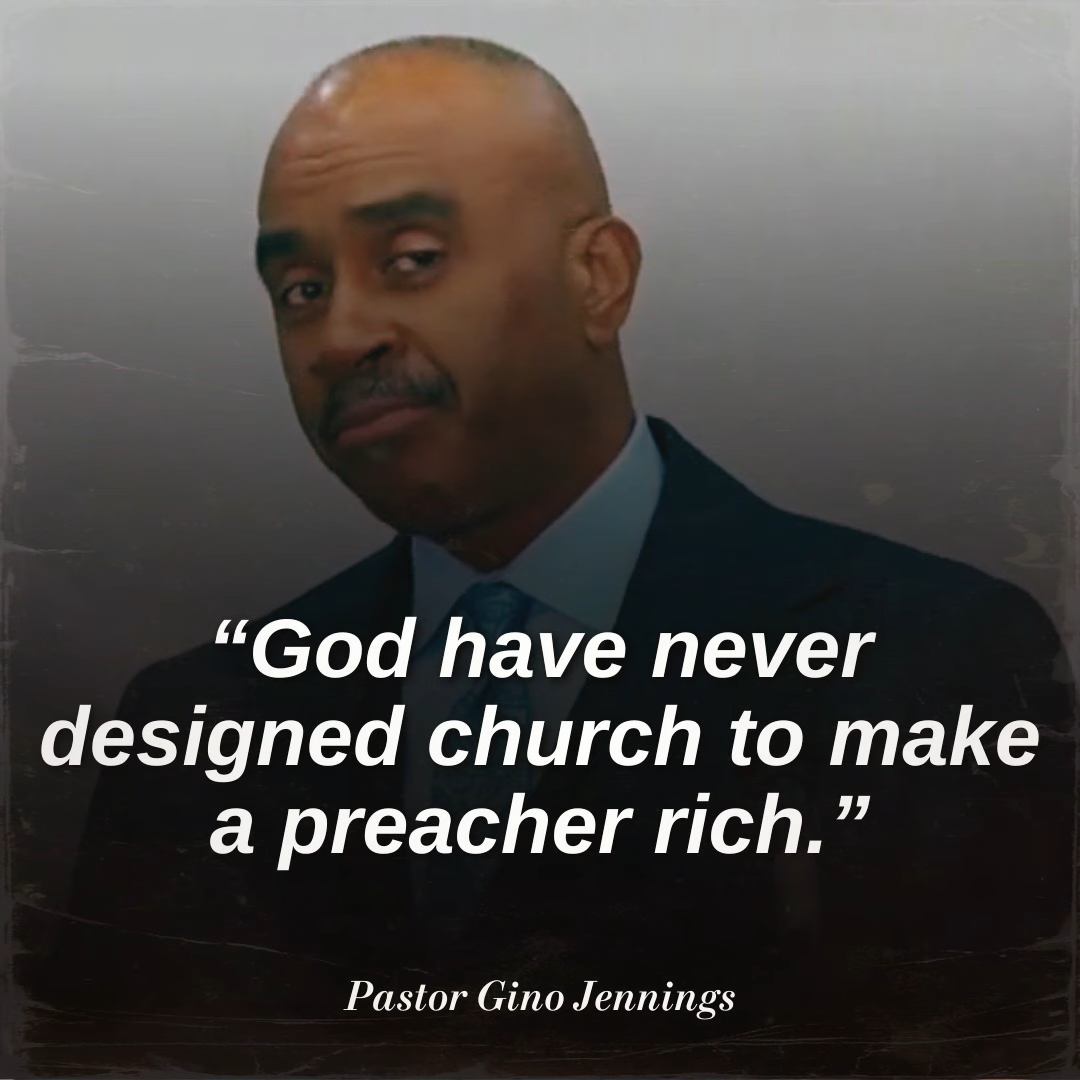 “God have never
designed church to make
a preacher rich.”
Pastor Gino Jennings